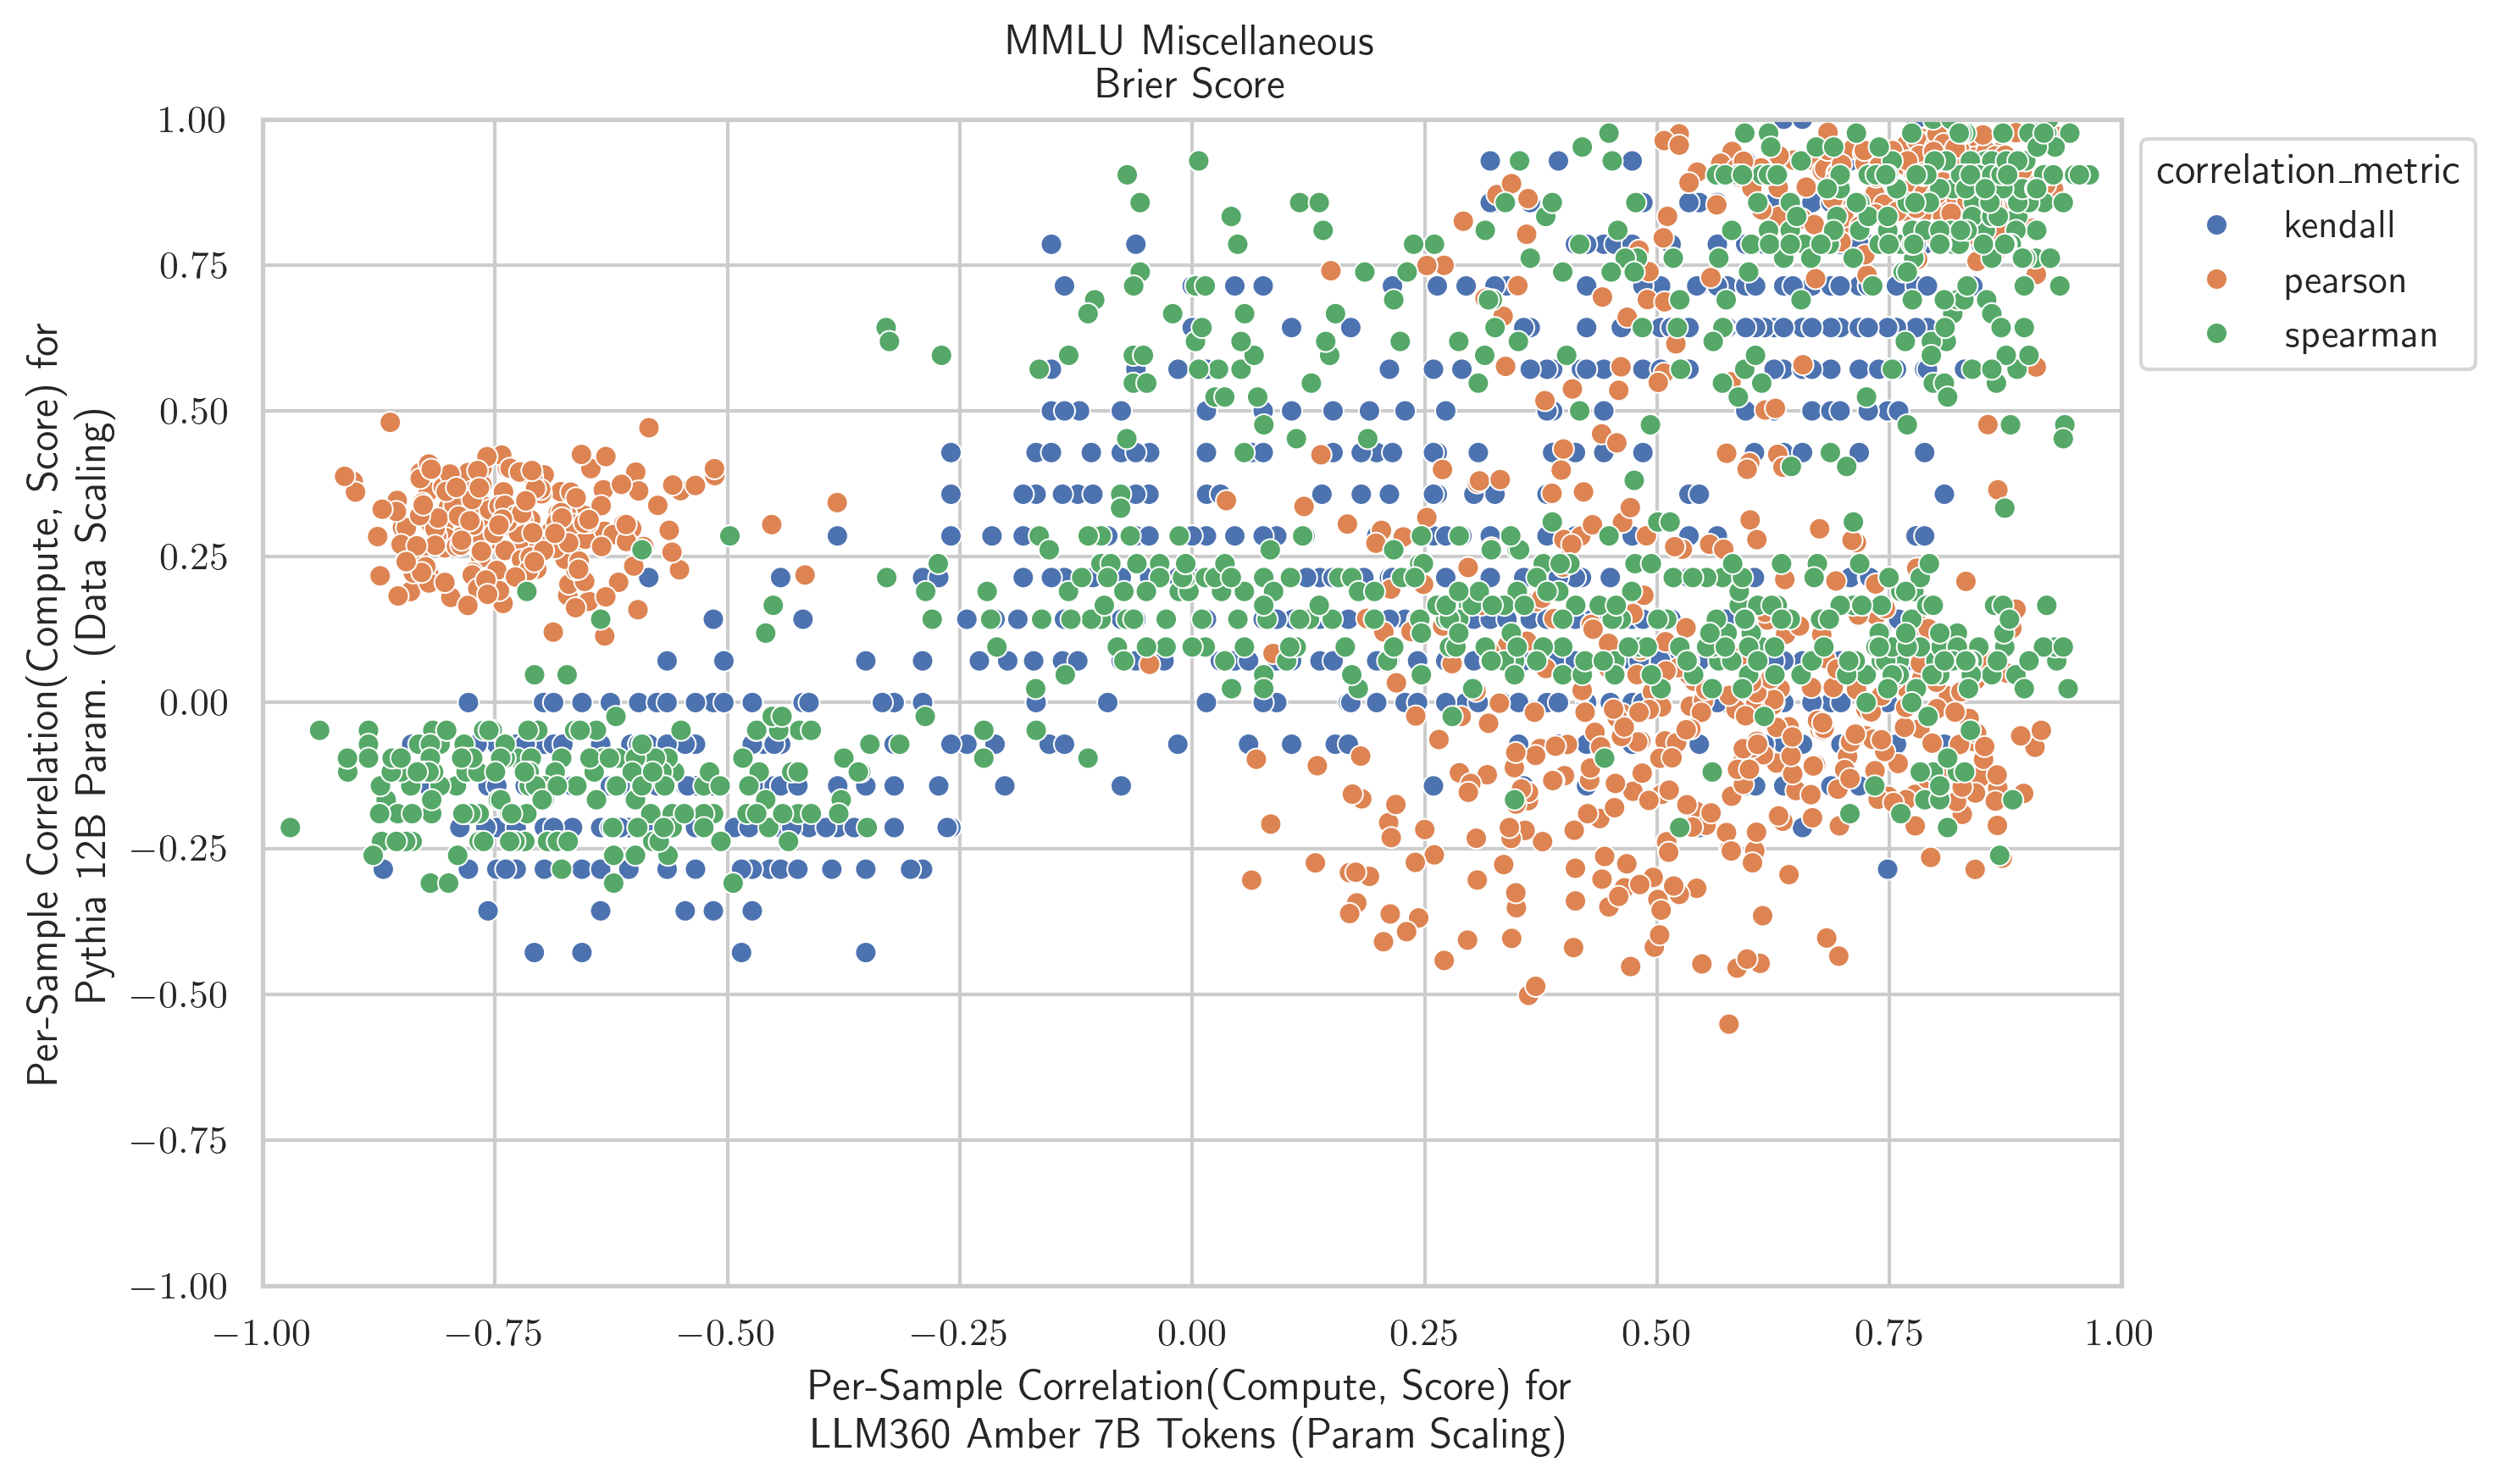 MMLU Miscellaneous
Brier Score
Per-Sample Correlation(Compute, Score) for
Pythia 12B Param. (Data Scaling)
1.00
0.75
0.50
0.25
0.00
−0.25
−0.50
−0.75
−1.00
−1.00 −0.75 −0.50 −0.25 0.00 0.25 0.50 0.75 1.00
Per-Sample Correlation(Compute, Score) for
LLM360 Amber 7B Tokens (Param Scaling)
correlation_metric
kendall
pearson
spearman